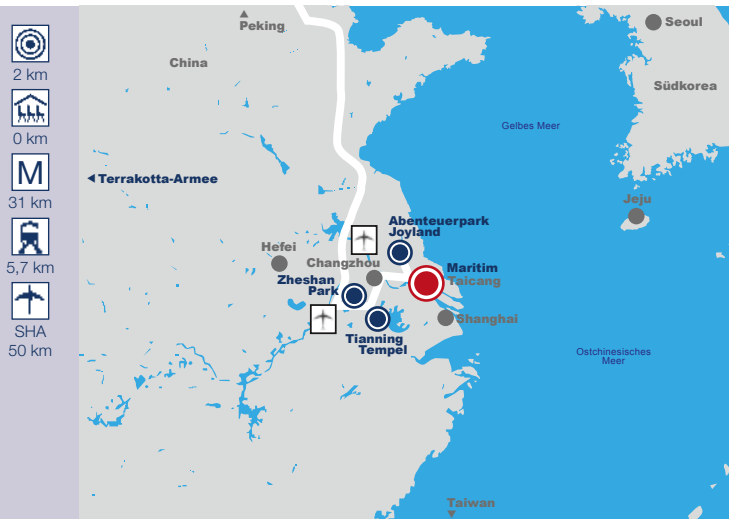 2 km
0 km
M
31 km
5,7 km
SHA
50 km
Peking
China
Terrakotta-Armee
Seoul
Südkorea
Gelbes Meer
Jeju
Abenteuerpark
Joyland
Hefei
Changzhou
Maritim
Taicang
Zheshan
Park
Shanghai
Tianning
Tempel
Ostchinesisches
Meer
Taiwan